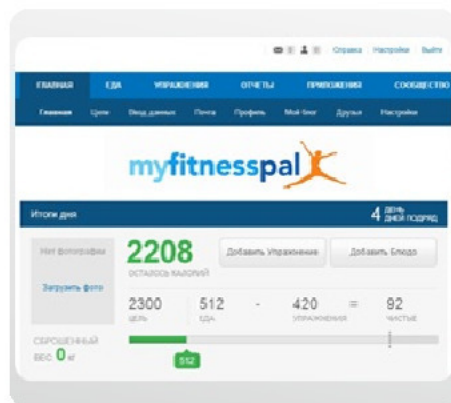 Справка Настройки Выйти
ГЛАВНАЯ ЕДА УПРАЖНЕНИЯ ОТЧЕТЫ ПРИЛОЖЕНИЯ СООБЩЕСТВО
Главная Цели Ввод данных Почта Профиль Мой блог Друзья Настройки
myfitnesspal
Итоги дня 4 ДЕНЬ ДНЕЙ ПОДРЯД
Нет фотографии
Загрузить фото
2208
ОСТАЛОСЬ КАЛОРИЙ
Добавить Упражнение Добавить Блюдо
2300 512 - 420 = 92
ЦЕЛЬ ЕДА УПРАЖНЕНИЯ ЧИСТЫЕ
СБРОШЕННЫЙ
ВЕС: 0 кг
512